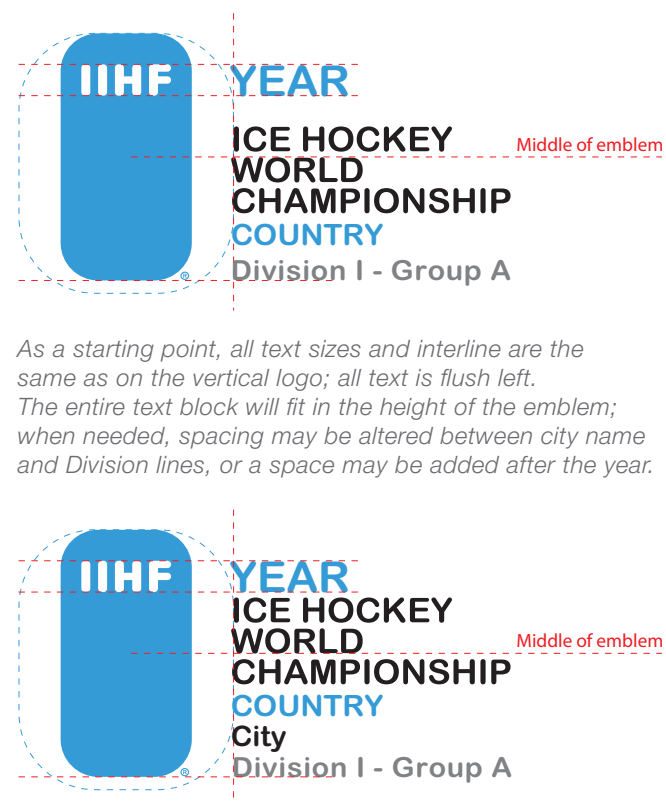 IIHF YEAR
ICE HOCKEY
Middle of emblem
WORLD
CHAMPIONSHIP
COUNTRY
® Division I - Group A
As a starting point, all text sizes and interline are the
same as on the vertical logo; all text is flush left.
The entire text block will fit in the height of the emblem;
when needed, spacing may be altered between city name
and Division lines, or a space may be added after the year.
IIHF YEAR
ICE HOCKEY
WORLD
Middle of emblem
CHAMPIONSHIP
COUNTRY
City
® Division I - Group A